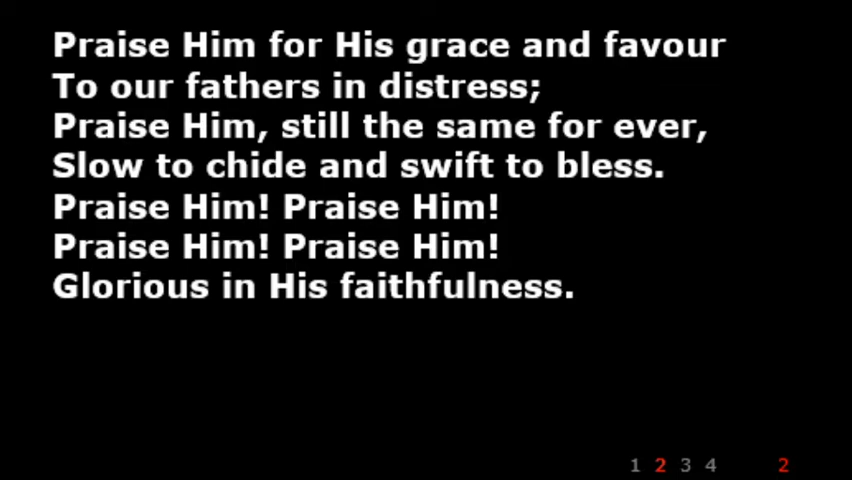 Praise Him for His grace and favour
To our fathers in distress;
Praise Him, still the same for ever,
Slow to chide and swift to bless.
Praise Him! Praise Him!
Praise Him! Praise Him!
Glorious in His faithfulness.
1 2 3 4 2